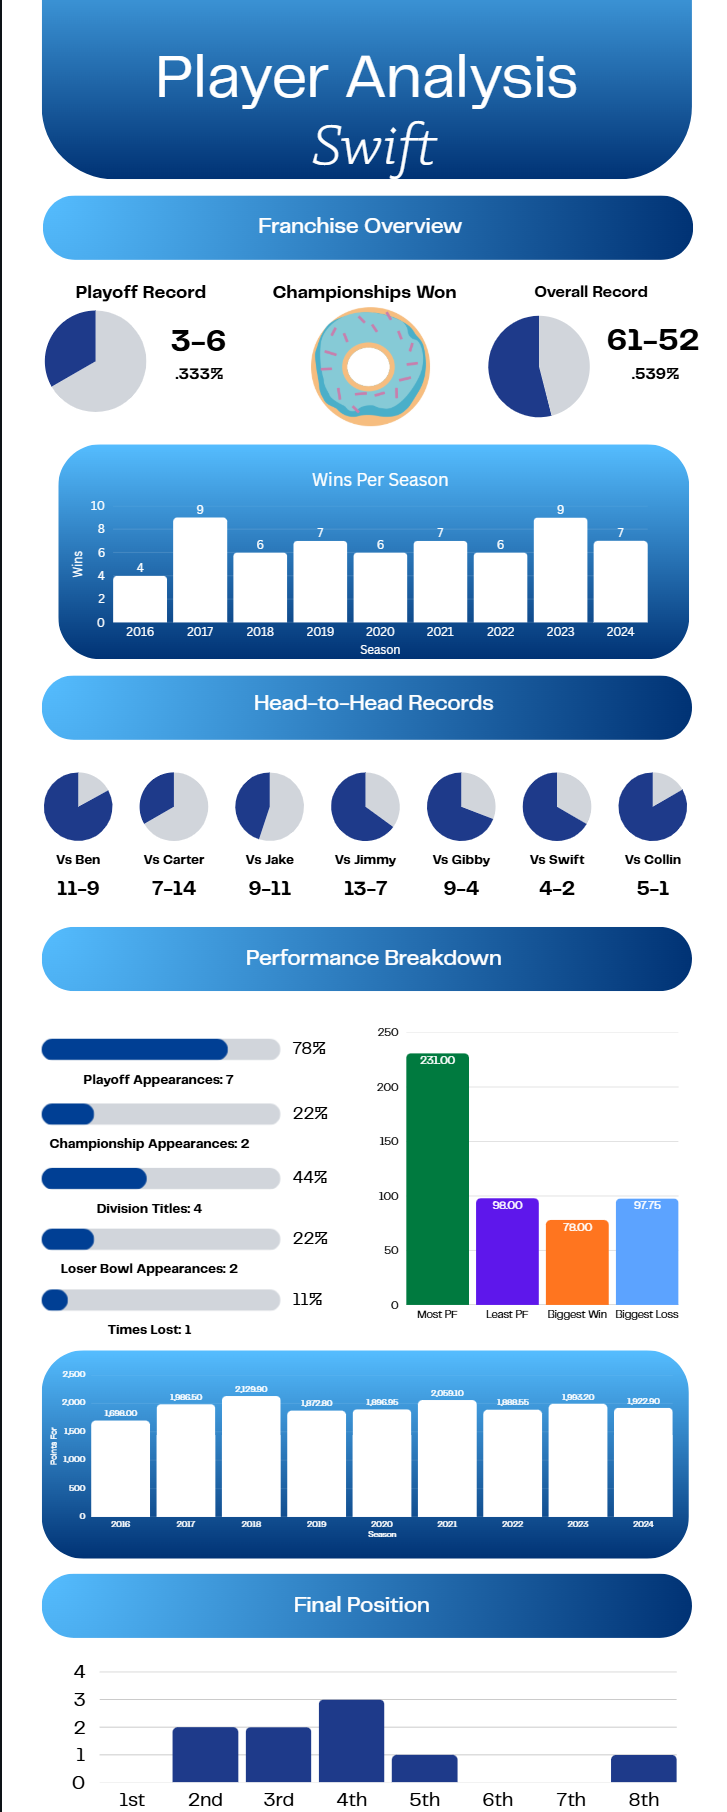 Player Analysis
Swift
Franchise Overview
Playoff Record
Championships Won
Overall Record
3-6
61-52
.333%
.539%
Wins Per Season
10
8
6
4
2
0
Wins
4
9
6
7
6
7
6
9
7
2016 2017 2018 2019 2020 2021 2022 2023 2024
Season
Head-to-Head Records
Vs Ben Vs Carter Vs Jake Vs Jimmy Vs Gibby Vs Swift Vs Collin
11-9 7-14 9-11 13-7 9-4 4-2 5-1
Performance Breakdown
78%
Playoff Appearances: 7
22%
Championship Appearances: 2
44%
Division Titles: 4
22%
Loser Bowl Appearances: 2
11%
Times Lost: 1
250
200
150
100
50
0
231.00
98.00
78.00
97.75
Most PF Least PF Biggest Win Biggest Loss
2,500
2,000
1,500
1,000
500
0
Points For
1,698.00
1,986.50
2,129.90
1,872.80
1,896.95
2,059.10
1,888.55
1,993.20
1,922.90
2016 2017 2018 2019 2020 2021 2022 2023 2024
Season
Final Position
4
3
2
1
0
1st 2nd 3rd 4th 5th 6th 7th 8th